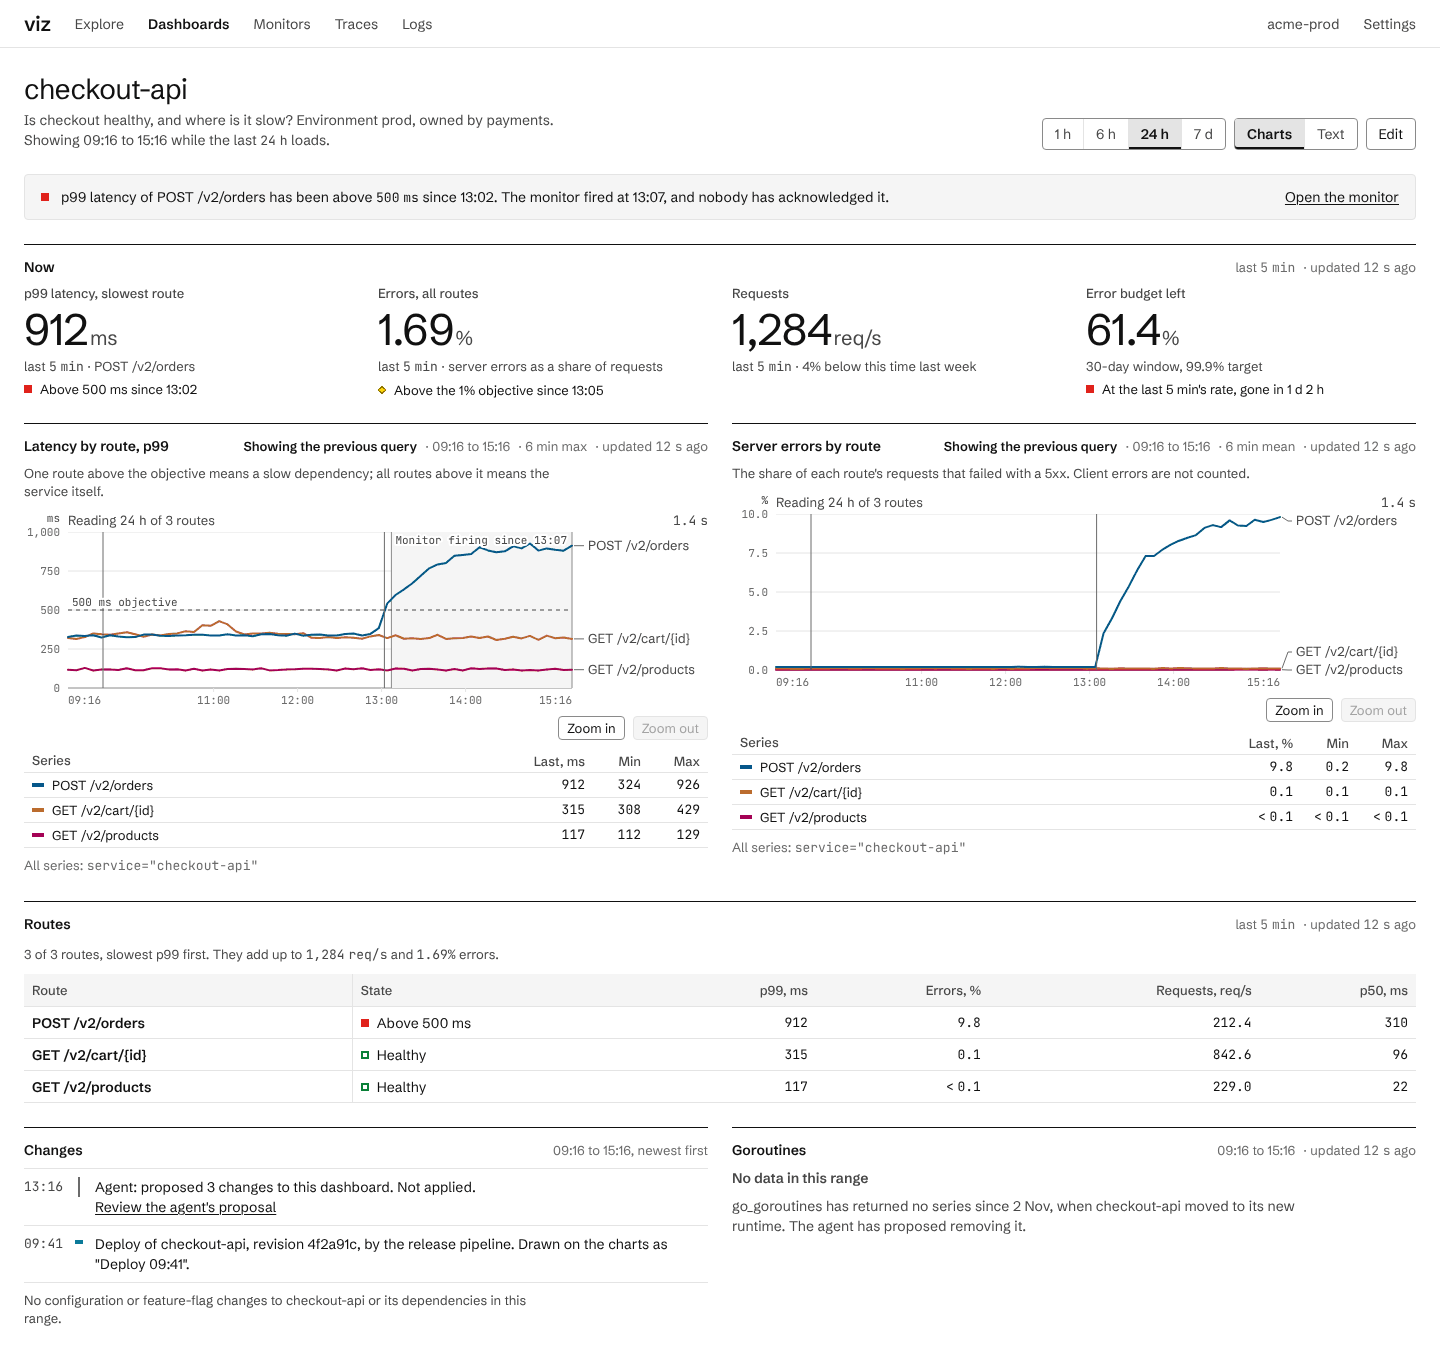 viz Explore Dashboards Monitors Traces Logs acme-prod Settings
checkout-api
Is checkout healthy, and where is it slow? Environment prod, owned by payments.
Showing 09:16 to 15:16 while the last 24 h loads.
1 h 6 h 24 h 7 d Charts Text Edit
p99 latency of POST /v2/orders has been above 500 ms since 13:02. The monitor fired at 13:07, and nobody has acknowledged it. Open the monitor
Now last 5 min · updated 12 s ago
p99 latency, slowest route
912 ms
last 5 min · POST /v2/orders
Above 500 ms since 13:02
Errors, all routes
1.69 %
last 5 min · server errors as a share of requests
Above the 1% objective since 13:05
Requests
1,284 req/s
last 5 min · 4% below this time last week
Error budget left
61.4 %
30-day window, 99.9% target
At the last 5 min's rate, gone in 1 d 2 h
Latency by route, p99 Showing the previous query · 09:16 to 15:16 · 6 min max · updated 12 s ago
One route above the objective means a slow dependency; all routes above it means the
service itself.
ms Reading 24 h of 3 routes 1.4 s
1,000
750
500
250
0
Monitor firing since 13:07
500 ms objective
POST /v2/orders
GET /v2/cart/{id}
GET /v2/products
09:16 11:00 12:00 13:00 14:00 15:16
Zoom in Zoom out
Series Last, ms Min Max
POST /v2/orders 912 324 926
GET /v2/cart/{id} 315 308 429
GET /v2/products 117 112 129
All series: service="checkout-api"
Server errors by route Showing the previous query · 09:16 to 15:16 · 6 min mean · updated 12 s ago
The share of each route's requests that failed with a 5xx. Client errors are not counted.
% Reading 24 h of 3 routes 1.4 s
10.0
7.5
5.0
2.5
0.0
POST /v2/orders
GET /v2/cart/{id}
GET /v2/products
09:16 11:00 12:00 13:00 14:00 15:16
Zoom in Zoom out
Series Last, % Min Max
POST /v2/orders 9.8 0.2 9.8
GET /v2/cart/{id} 0.1 0.1 0.1
GET /v2/products < 0.1 < 0.1 < 0.1
All series: service="checkout-api"
Routes last 5 min · updated 12 s ago
3 of 3 routes, slowest p99 first. They add up to 1,284 req/s and 1.69% errors.
Route State p99, ms Errors, % Requests, req/s p50, ms
POST /v2/orders Above 500 ms 912 9.8 212.4 310
GET /v2/cart/{id} Healthy 315 0.1 842.6 96
GET /v2/products Healthy 117 < 0.1 229.0 22
Changes 09:16 to 15:16, newest first
13:16 Agent: proposed 3 changes to this dashboard. Not applied.
Review the agent's proposal
09:41 Deploy of checkout-api, revision 4f2a91c, by the release pipeline. Drawn on the charts as
"Deploy 09:41".
No configuration or feature-flag changes to checkout-api or its dependencies in this
range.
Goroutines 09:16 to 15:16 · updated 12 s ago
No data in this range
go_goroutines has returned no series since 2 Nov, when checkout-api moved to its new
runtime. The agent has proposed removing it.